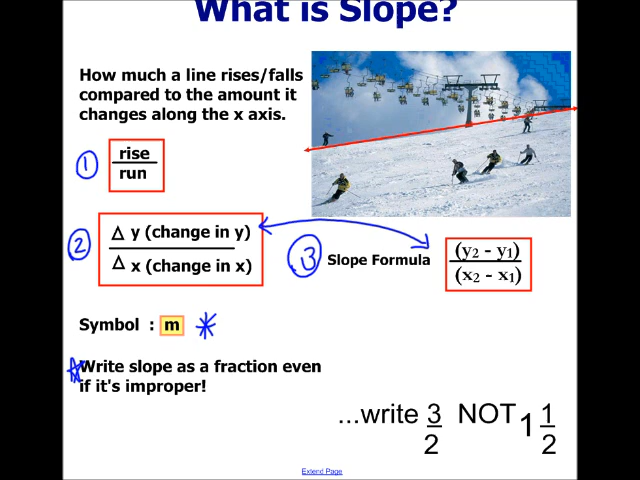 What is Slope?
How much a line rises/falls
compared to the amount it
changes along the x axis.
1
rise
run
2
Δ y (change in y)
Δ x (change in x)
3
Slope Formula
(y₂ - y₁)
(x₂ - x₁)
Symbol : m *
*Write slope as a fraction even
if it's improper!
...write 3/2 NOT 1 1/2
Extend Page